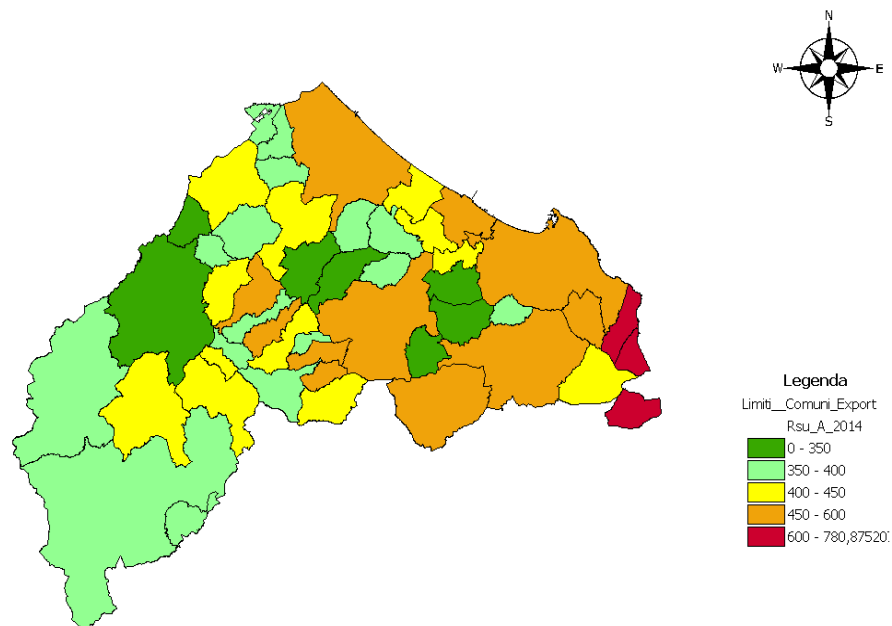 N
W E
S
Legenda
Limiti__Comuni_Export
Rsu_A_2014
0 - 350
350 - 400
400 - 450
450 - 600
600 - 780,875207